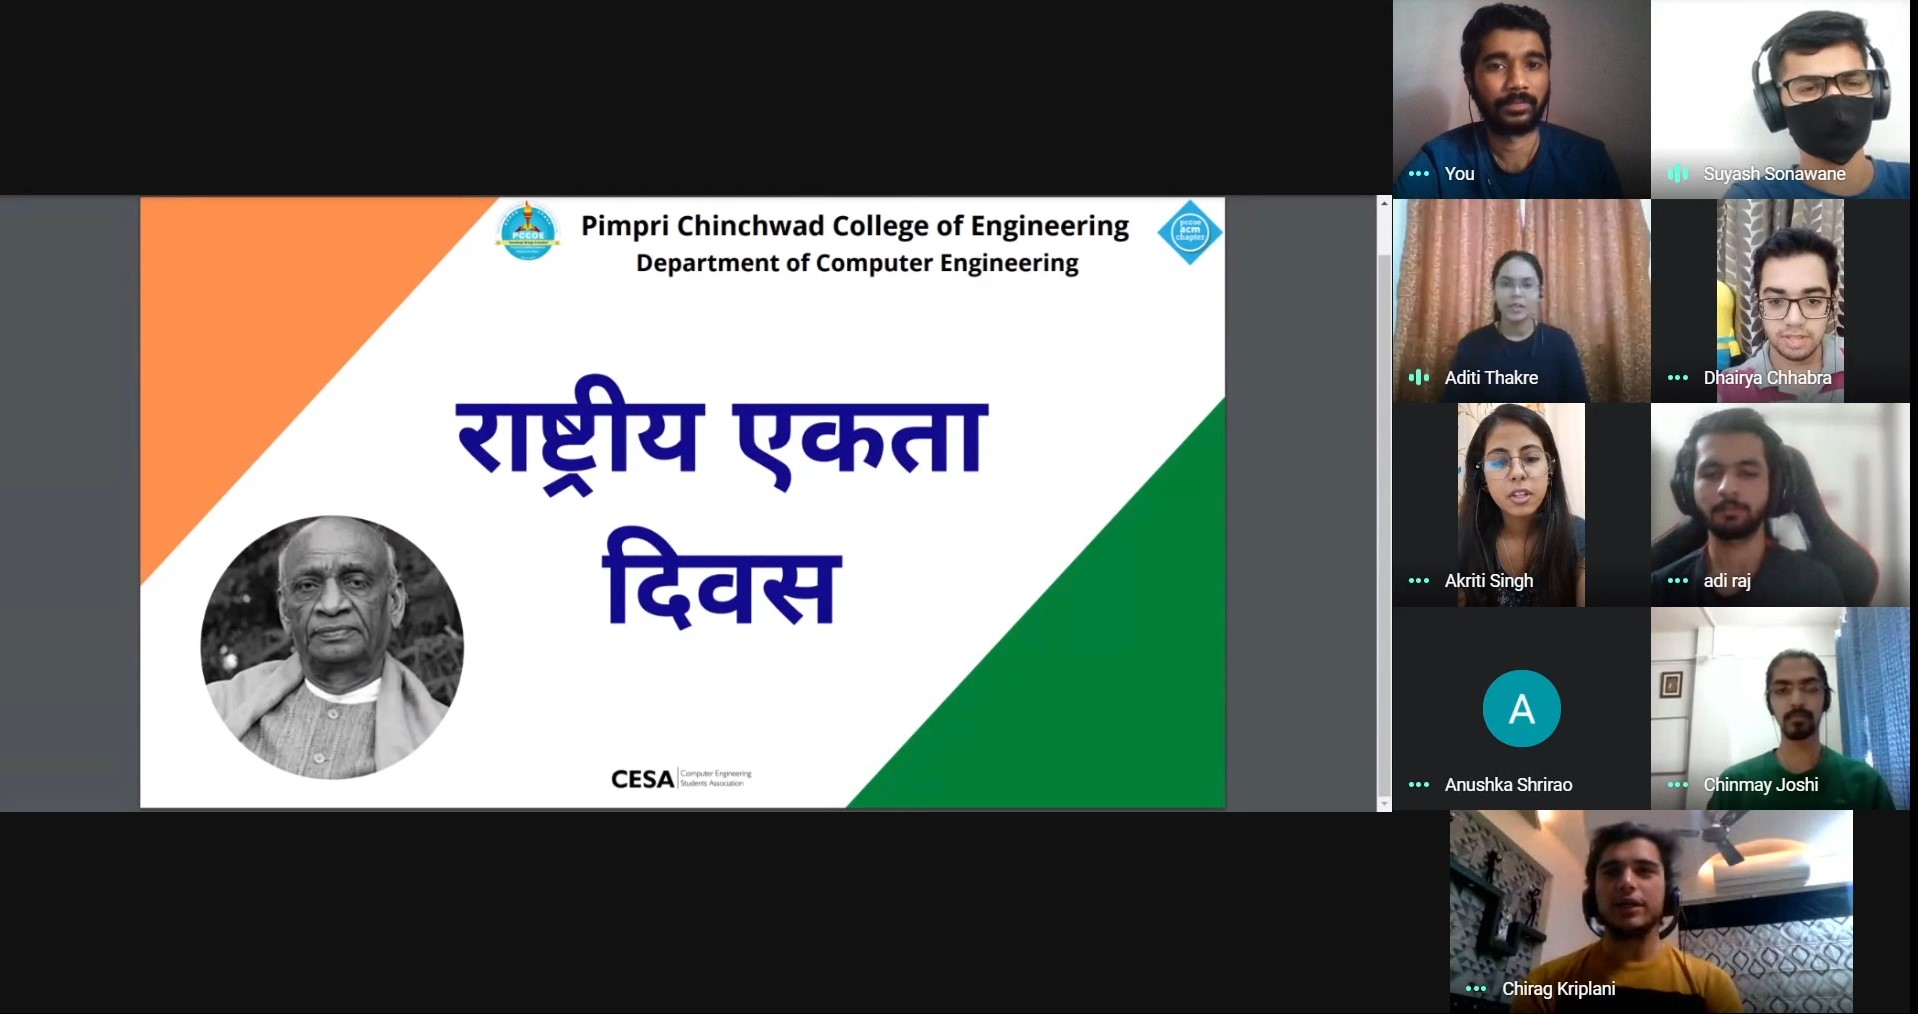 PCCOE
Pimpri Chinchwad College of Engineering
Department of Computer Engineering
pccoe
acm
chapter
राष्ट्रीय एकता
दिवस
CESA
Computer Engineering
Students Association
You
Suyash Sonawane
Aditi Thakre
Dhairya Chhabra
Akriti Singh
adi raj
A
Anushka Shrirao
Chinmay Joshi
Chirag Kriplani